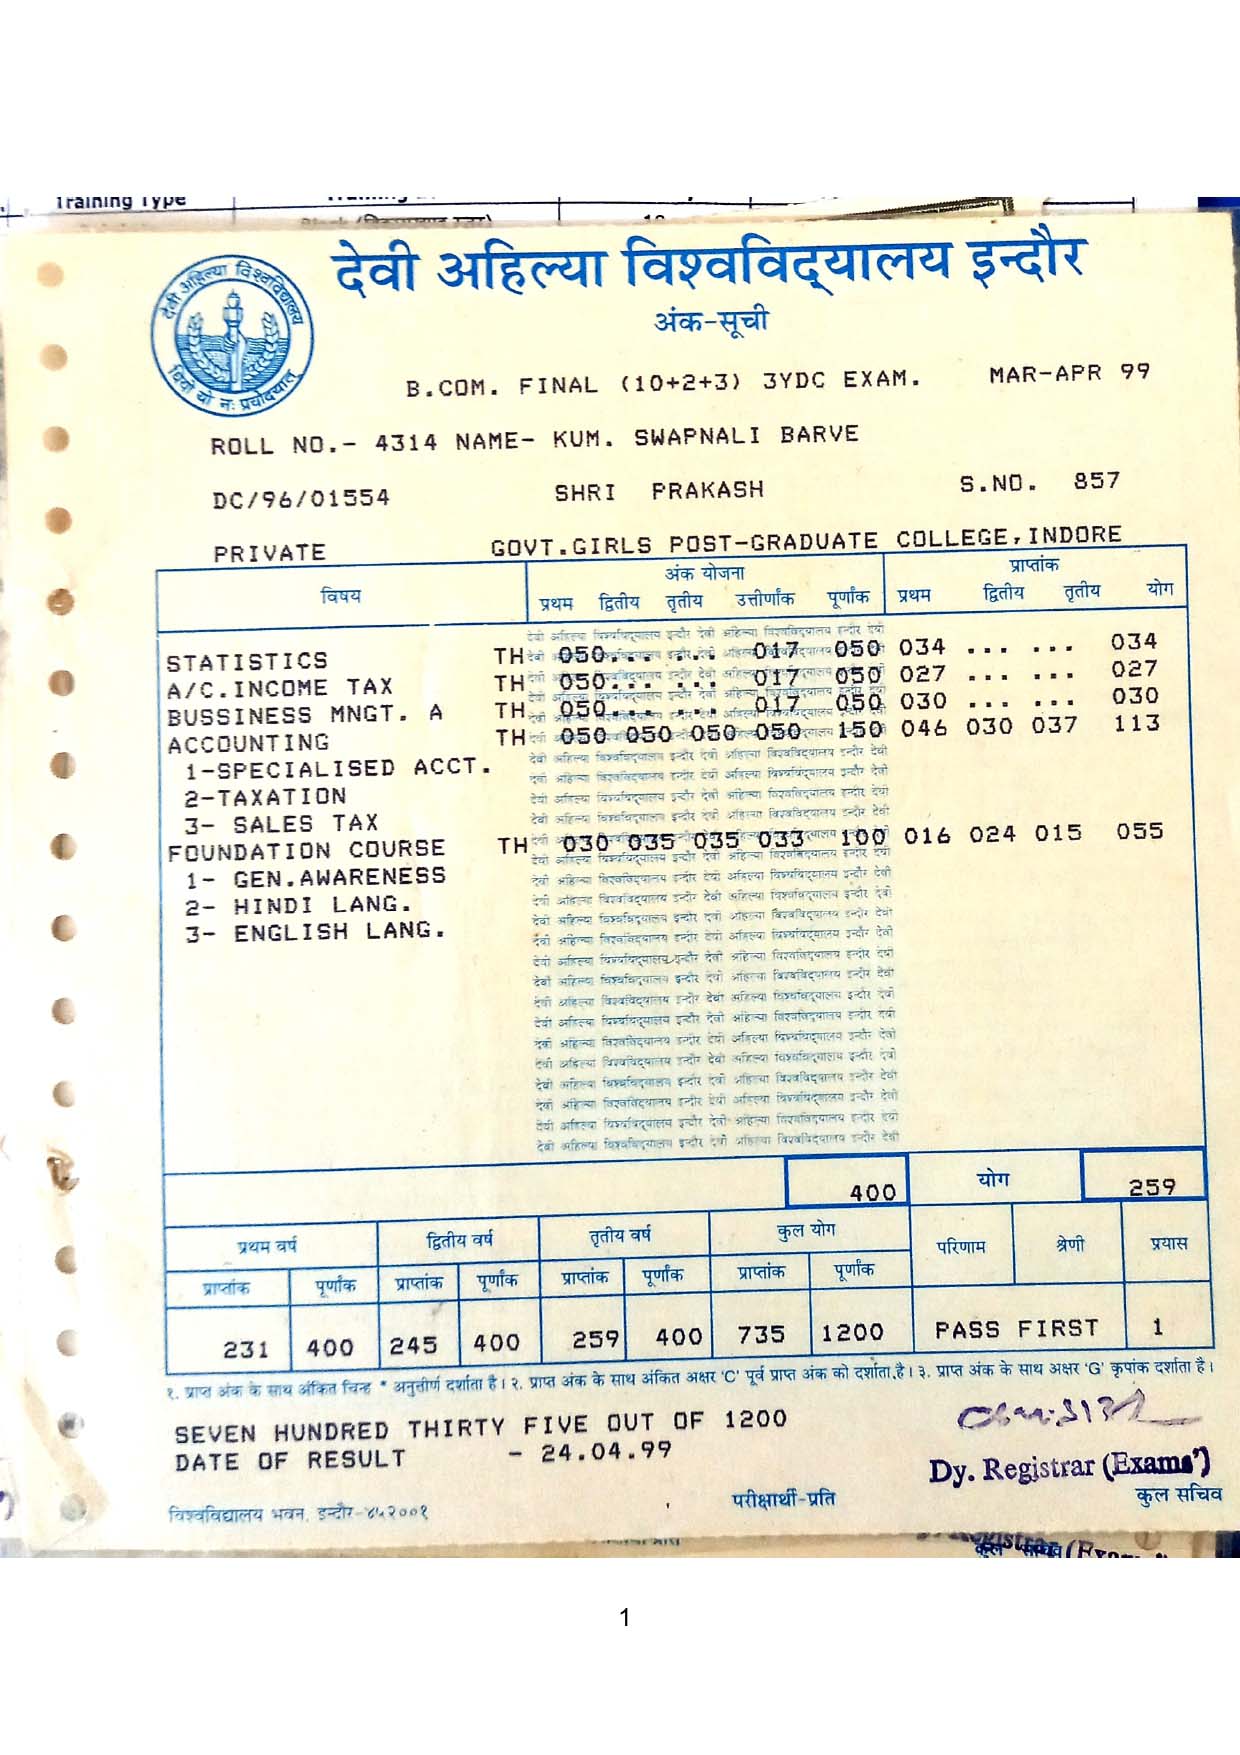 Training Type
देवी अहिल्या विश्वविद्यालय इन्दौर
देवी अहिल्या विश्वविद्यालय
धियो यो नः प्रचोदयात्
अंक-सूची
B.COM. FINAL (10+2+3) 3YDC EXAM. MAR-APR 99
ROLL NO.- 4314 NAME- KUM. SWAPNALI BARVE
DC/96/01554 SHRI PRAKASH S.NO. 857
PRIVATE GOVT.GIRLS POST-GRADUATE COLLEGE,INDORE
विषय अंक योजना प्राप्तांक
प्रथम द्वितीय तृतीय उत्तीर्णांक पूर्णांक प्रथम द्वितीय तृतीय योग
STATISTICS TH 050... ... 017 050 034 ... ... 034
A/C.INCOME TAX TH 050... ... 017 050 027 ... ... 027
BUSSINESS MNGT. A TH 050... ... 017 050 030 ... ... 030
ACCOUNTING TH 050 050 050 050 150 046 030 037 113
1-SPECIALISED ACCT.
2-TAXATION
3- SALES TAX
FOUNDATION COURSE TH 030 035 035 033 100 016 024 015 055
1- GEN.AWARENESS
2- HINDI LANG.
3- ENGLISH LANG.
400 योग 259
प्रथम वर्ष द्वितीय वर्ष तृतीय वर्ष कुल योग परिणाम श्रेणी प्रयास
प्राप्तांक पूर्णांक प्राप्तांक पूर्णांक प्राप्तांक पूर्णांक प्राप्तांक पूर्णांक
231 400 245 400 259 400 735 1200 PASS FIRST 1
१. प्राप्त अंक के साथ अंकित चिन्ह * अनुत्तीर्ण दर्शाता है। २. प्राप्त अंक के साथ अंकित अक्षर 'C' पूर्व प्राप्त अंक को दर्शाता है। ३. प्राप्त अंक के साथ अक्षर 'G' कृपांक दर्शाता है।
SEVEN HUNDRED THIRTY FIVE OUT OF 1200
DATE OF RESULT - 24.04.99
Dy. Registrar (Exams')
कुल सचिव
परीक्षार्थी-प्रति
विश्वविद्यालय भवन, इन्दौर-४५२००१
1